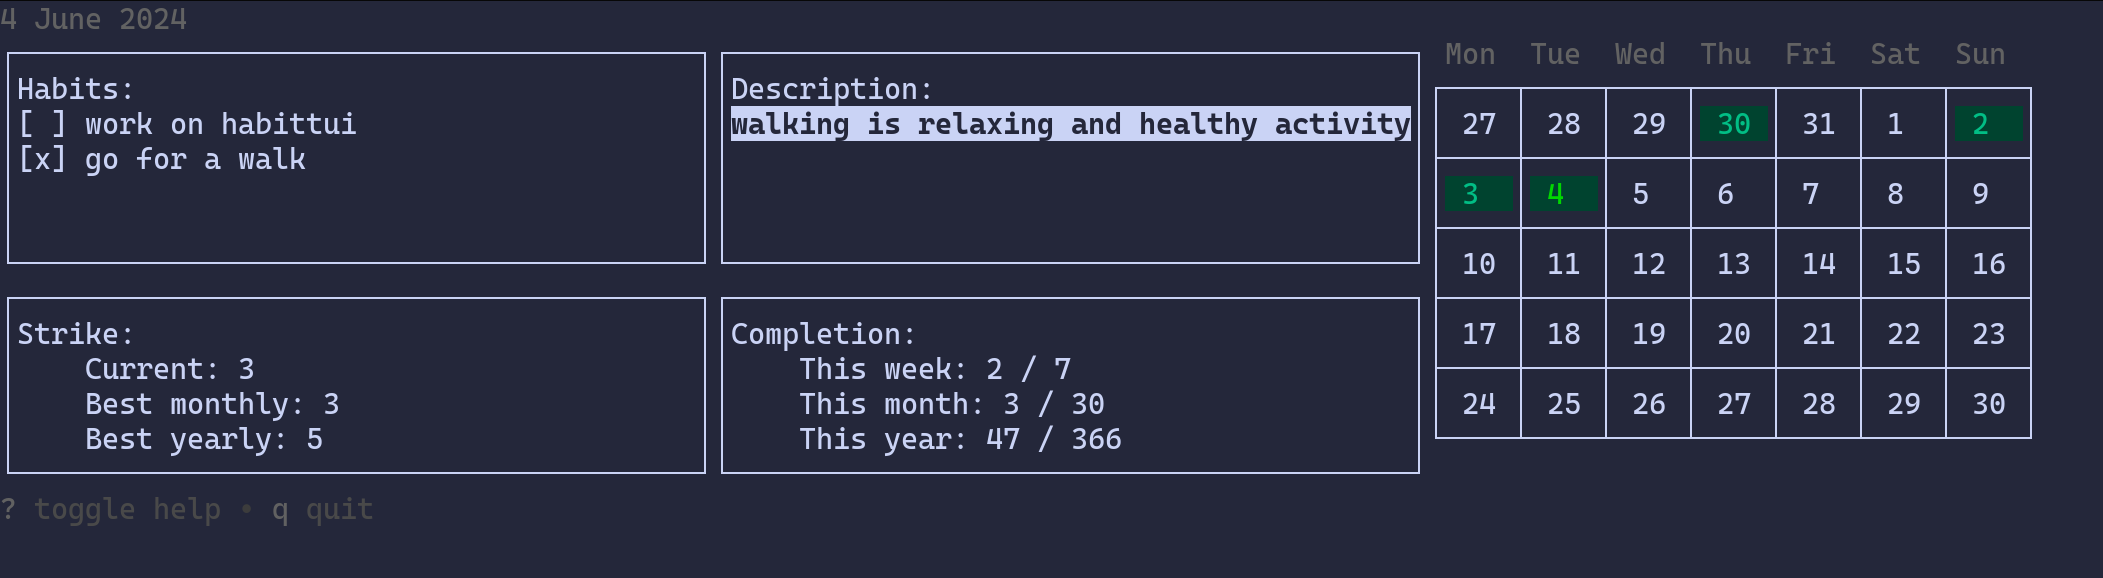 4 June 2024
Habits:
[ ] work on habittui
[x] go for a walk
Description:
walking is relaxing and healthy activity
Strike:
Current: 3
Best monthly: 3
Best yearly: 5
Completion:
This week: 2 / 7
This month: 3 / 30
This year: 47 / 366
Mon Tue Wed Thu Fri Sat Sun
27 28 29 30 31 1 2
3 4 5 6 7 8 9
10 11 12 13 14 15 16
17 18 19 20 21 22 23
24 25 26 27 28 29 30
? toggle help • q quit